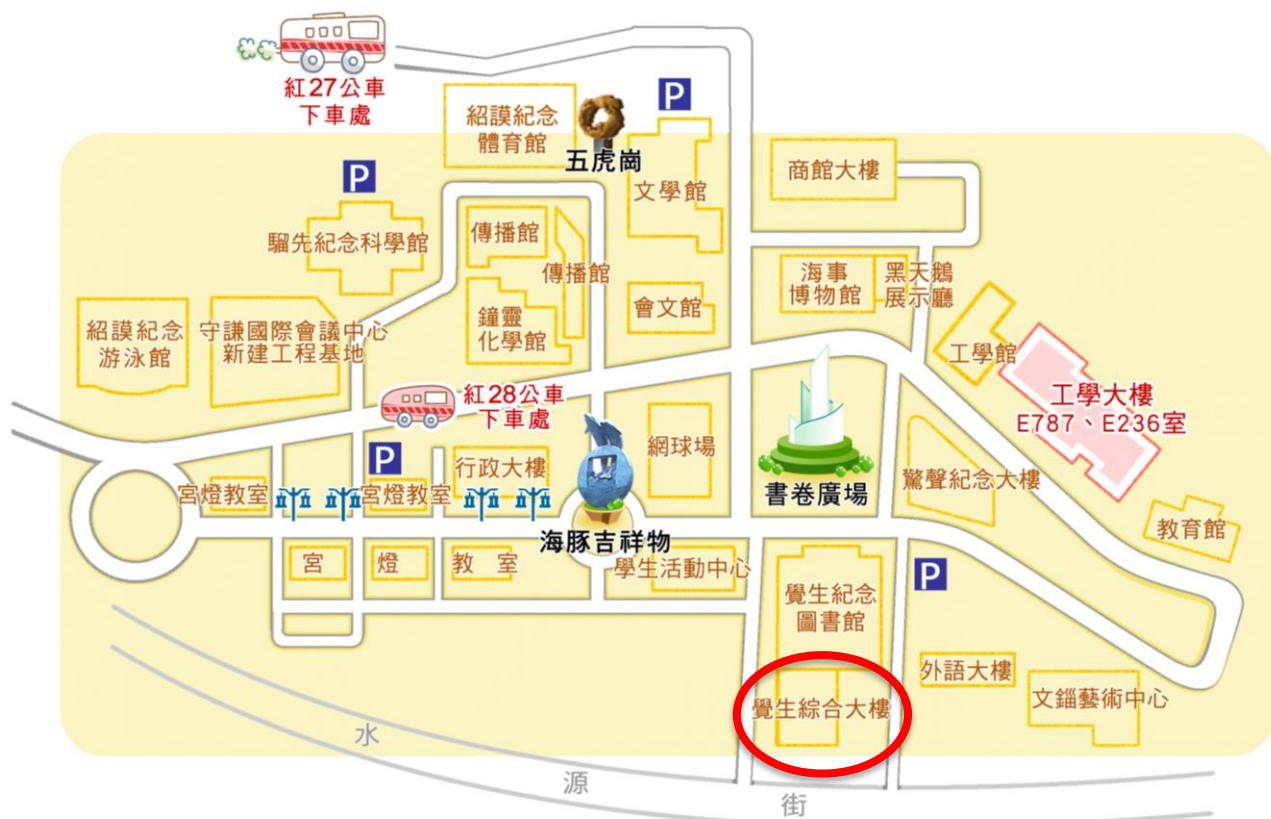 紅27公車
下車處
紹謨紀念
體育館
五虎崗
P
文學館
商館大樓
P
驑先紀念科學館
傳播館
傳播館
海事
博物館
黑天鵝
展示廳
會文館
鐘靈
化學館
紹謨紀念
游泳館
守謙國際會議中心
新建工程基地
工學館
工學大樓
E787、E236室
紅28公車
下車處
網球場
書卷廣場
驚聲紀念大樓
P
行政大樓
宮燈教室
宮燈教室
海豚吉祥物
教育館
宮
燈
教 室
學生活動中心
P
覺生紀念
圖書館
外語大樓
文錙藝術中心
覺生綜合大樓
水
源
街